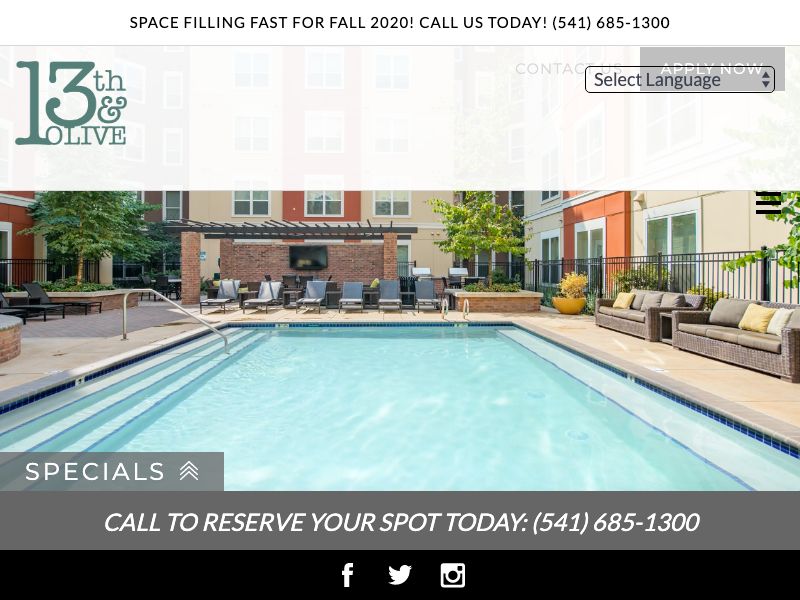 SPACE FILLING FAST FOR FALL 2020! CALL US TODAY! (541) 685-1300
13th
& OLIVE
CONTACT US
APPLY NOW
Select Language
SPECIALS
CALL TO RESERVE YOUR SPOT TODAY: (541) 685-1300